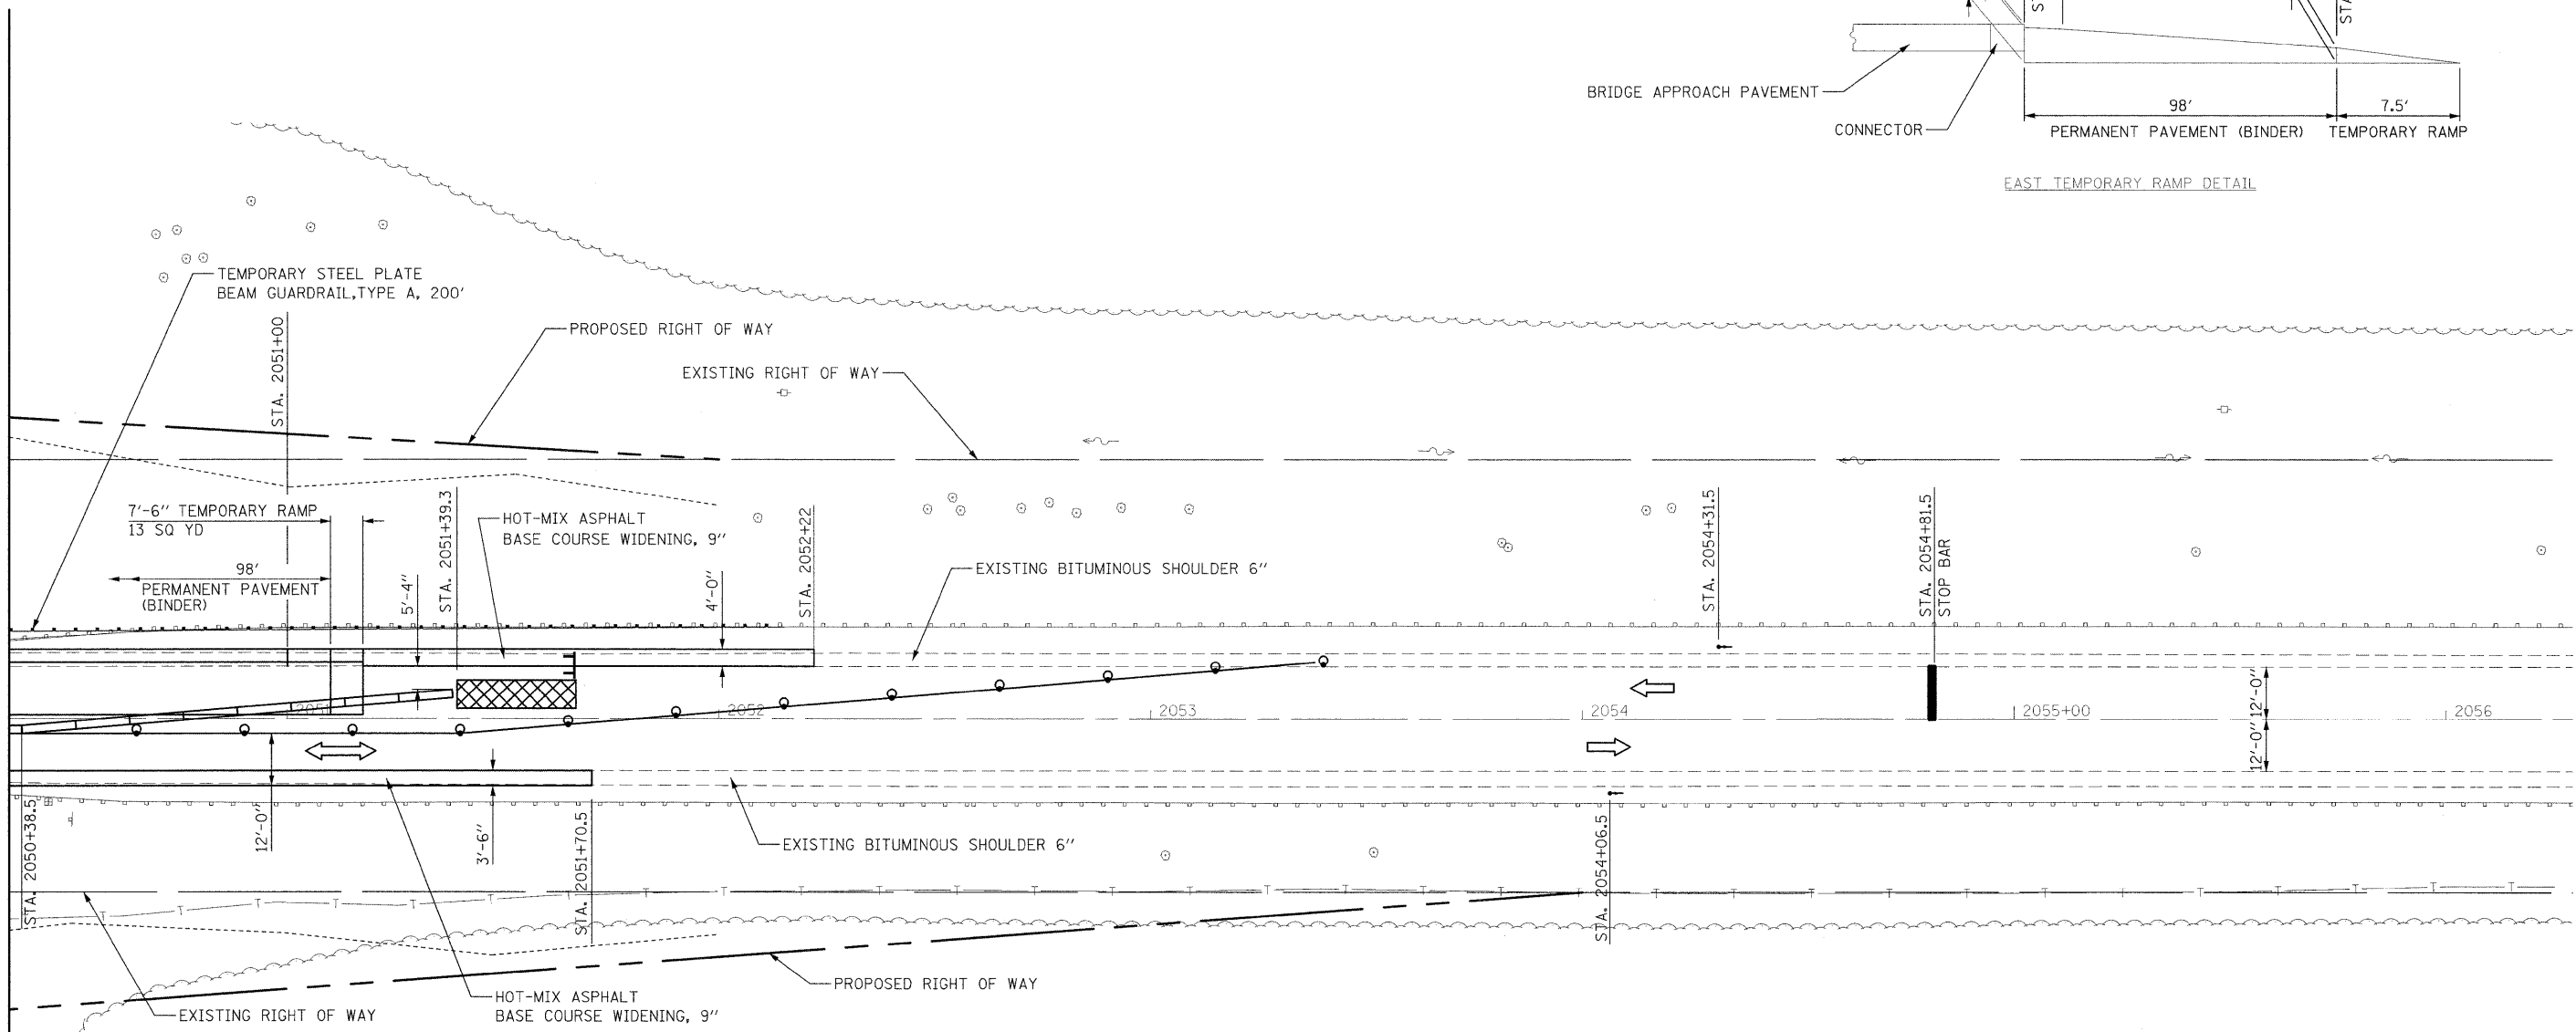 BRIDGE APPROACH PAVEMENT
CONNECTOR
98'
7.5'
PERMANENT PAVEMENT (BINDER)
TEMPORARY RAMP
EAST TEMPORARY RAMP DETAIL
TEMPORARY STEEL PLATE
BEAM GUARDRAIL,TYPE A, 200'
STA. 2051+00
PROPOSED RIGHT OF WAY
EXISTING RIGHT OF WAY
7'-6" TEMPORARY RAMP
13 SQ YD
98'
PERMANENT PAVEMENT
(BINDER)
5'-4"
STA. 2051+39.3
HOT-MIX ASPHALT
BASE COURSE WIDENING, 9"
4'-0"
STA. 2052+22
EXISTING BITUMINOUS SHOULDER 6"
STA. 2054+31.5
STA. 2054+81.5
STOP BAR
2052
2053
2054
2055+00
2056
12'-0"
12'-0"
STA. 2050+38.5
12'-0"
3'-6"
STA. 2051+70.5
EXISTING BITUMINOUS SHOULDER 6"
STA. 2054+06.5
EXISTING RIGHT OF WAY
HOT-MIX ASPHALT
BASE COURSE WIDENING, 9"
PROPOSED RIGHT OF WAY